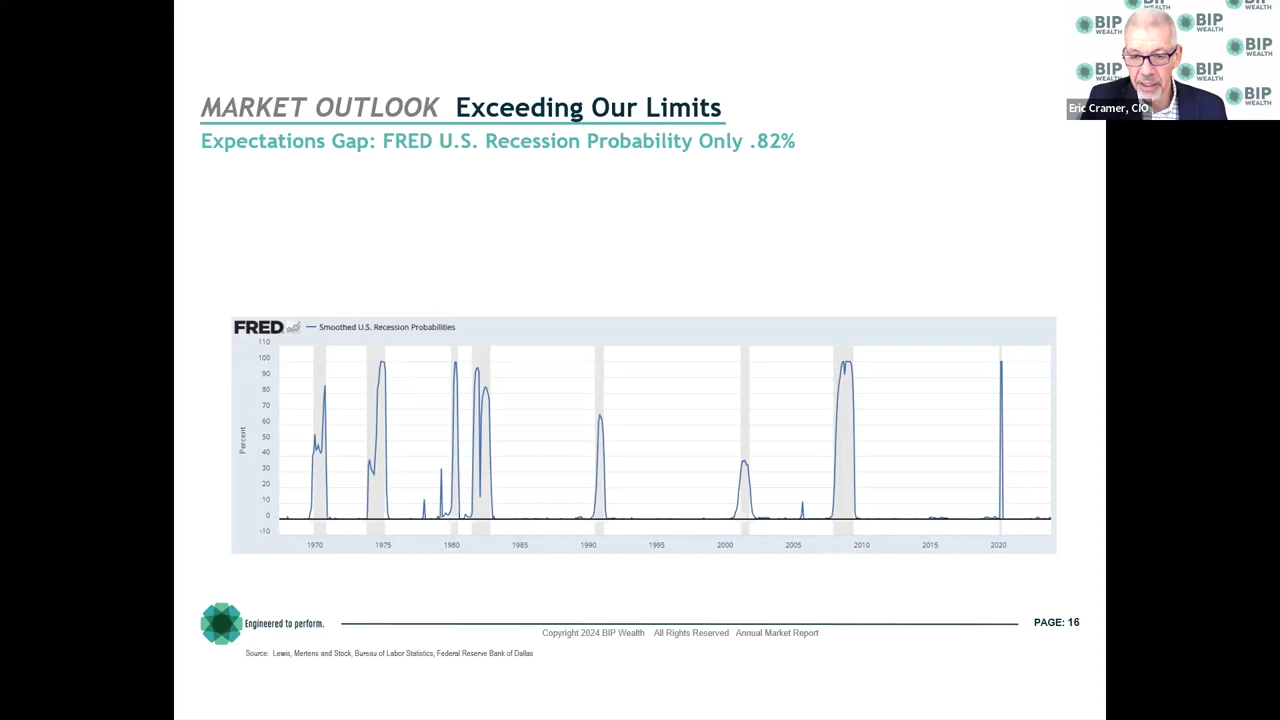 MARKET OUTLOOK Exceeding Our Limits
Expectations Gap: FRED U.S. Recession Probability Only .82%
BIP
WEALTH
BIP
WEALTH
BIP
WEALTH
BIP
WEALTH
BIP
WEALTH
BIP
WEALTH
Eric Cramer, CIO
FRED — Smoothed U.S. Recession Probabilities
110
100
90
80
70
60
50
40
30
20
10
0
-10
Percent
1970 1975 1980 1985 1990 1995 2000 2005 2010 2015 2020
Engineered to perform.
PAGE: 16
Copyright 2024 BIP Wealth All Rights Reserved Annual Market Report
Source: Lewis, Mertens and Stock, Bureau of Labor Statistics, Federal Reserve Bank of Dallas